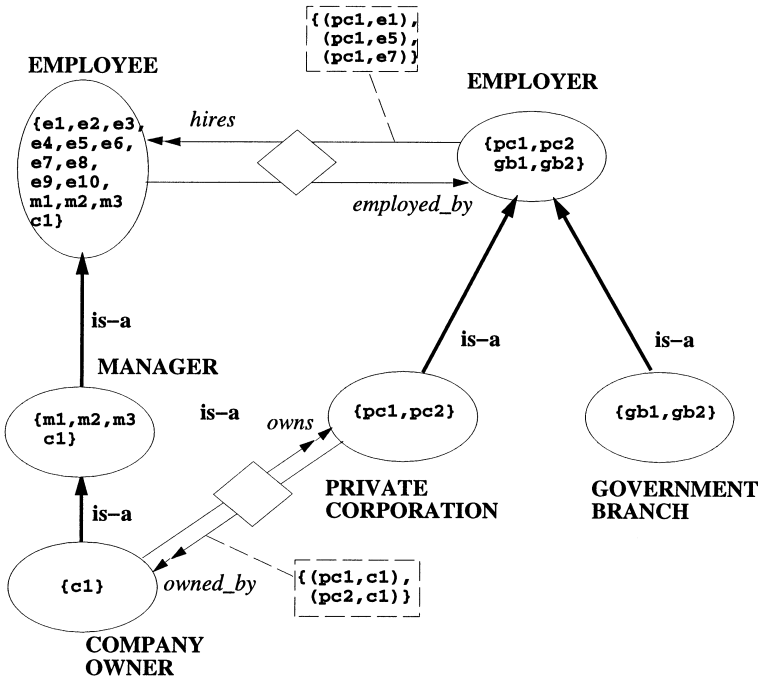 {(pc1,e1),
(pc1,e5),
(pc1,e7)}
EMPLOYEE
EMPLOYER
{e1,e2,e3,
e4,e5,e6,
e7,e8,
e9,e10,
m1,m2,m3
c1}
hires
{pc1,pc2
gb1,gb2}
employed_by
is-a
is-a
is-a
MANAGER
{m1,m2,m3
c1}
is-a
owns
{pc1,pc2}
{gb1,gb2}
PRIVATE
CORPORATION
GOVERNMENT
BRANCH
is-a
{c1}
owned_by
{(pc1,c1),
(pc2,c1)}
COMPANY
OWNER